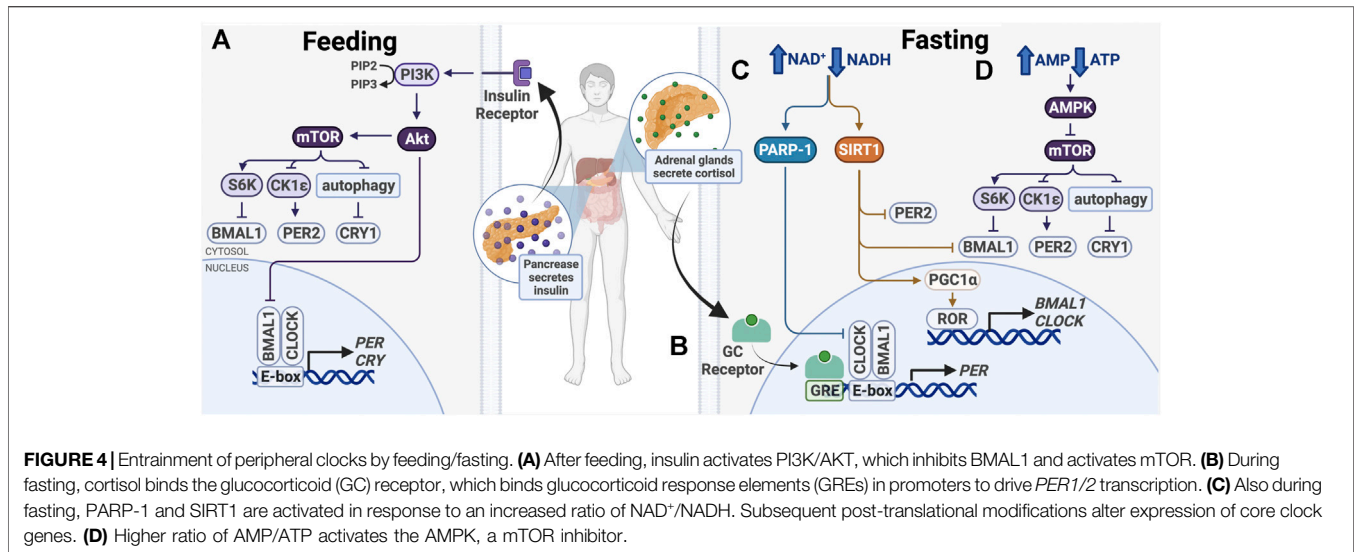 A
Feeding
PIP2
PIP3
PI3K
Insulin
Receptor
mTOR
Akt
S6K
CK1ε
autophagy
BMAL1
PER2
CRY1
CYTOSOL
NUCLEUS
BMAL1
CLOCK
E-box
PER
CRY
Adrenal glands
secrete cortisol
Pancrease
secretes
insulin
Fasting
C
NAD⁺
NADH
PARP-1
SIRT1
PER2
BMAL1
PGC1α
ROR
BMAL1
CLOCK
D
AMP
ATP
AMPK
mTOR
S6K
CK1ε
autophagy
PER2
CRY1
B
GC
Receptor
GRE
CLOCK
BMAL1
E-box
PER
FIGURE 4 | Entrainment of peripheral clocks by feeding/fasting. (A) After feeding, insulin activates PI3K/AKT, which inhibits BMAL1 and activates mTOR. (B) During
fasting, cortisol binds the glucocorticoid (GC) receptor, which binds glucocorticoid response elements (GREs) in promoters to drive PER1/2 transcription. (C) Also during
fasting, PARP-1 and SIRT1 are activated in response to an increased ratio of NAD⁺/NADH. Subsequent post-translational modifications alter expression of core clock
genes. (D) Higher ratio of AMP/ATP activates the AMPK, a mTOR inhibitor.